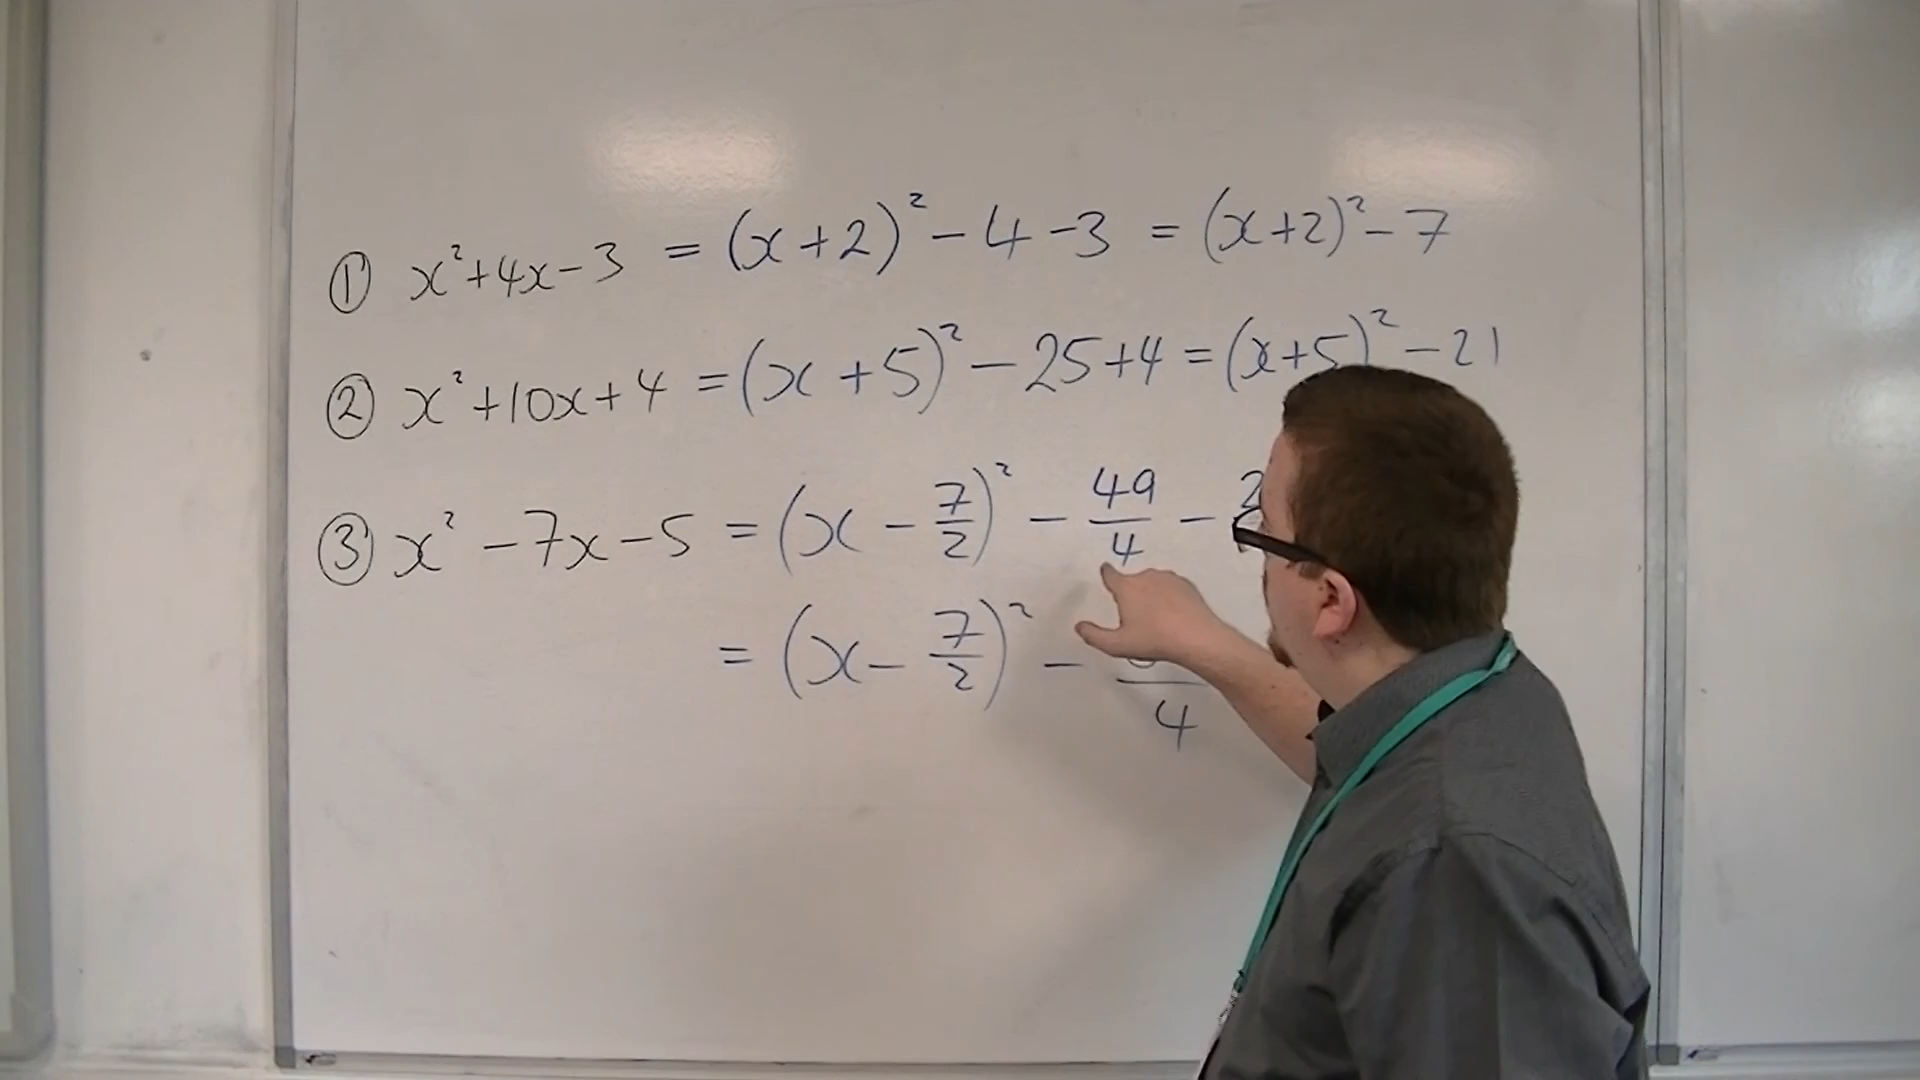 ① x²+4x-3 = (x+2)² - 4 - 3 = (x+2)² - 7
② x²+10x+4 = (x+5)² - 25+4 = (x+5)² - 21
③ x² - 7x - 5 = (x - 7/2)² - 49/4 - 2
= (x - 7/2)² - /4